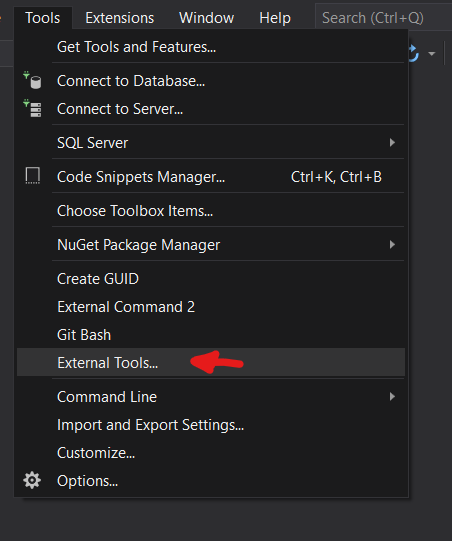 Tools Extensions Window Help Search (Ctrl+Q)
Get Tools and Features...
Connect to Database...
Connect to Server...
SQL Server
Code Snippets Manager... Ctrl+K, Ctrl+B
Choose Toolbox Items...
NuGet Package Manager
Create GUID
External Command 2
Git Bash
External Tools...
Command Line
Import and Export Settings...
Customize...
Options...